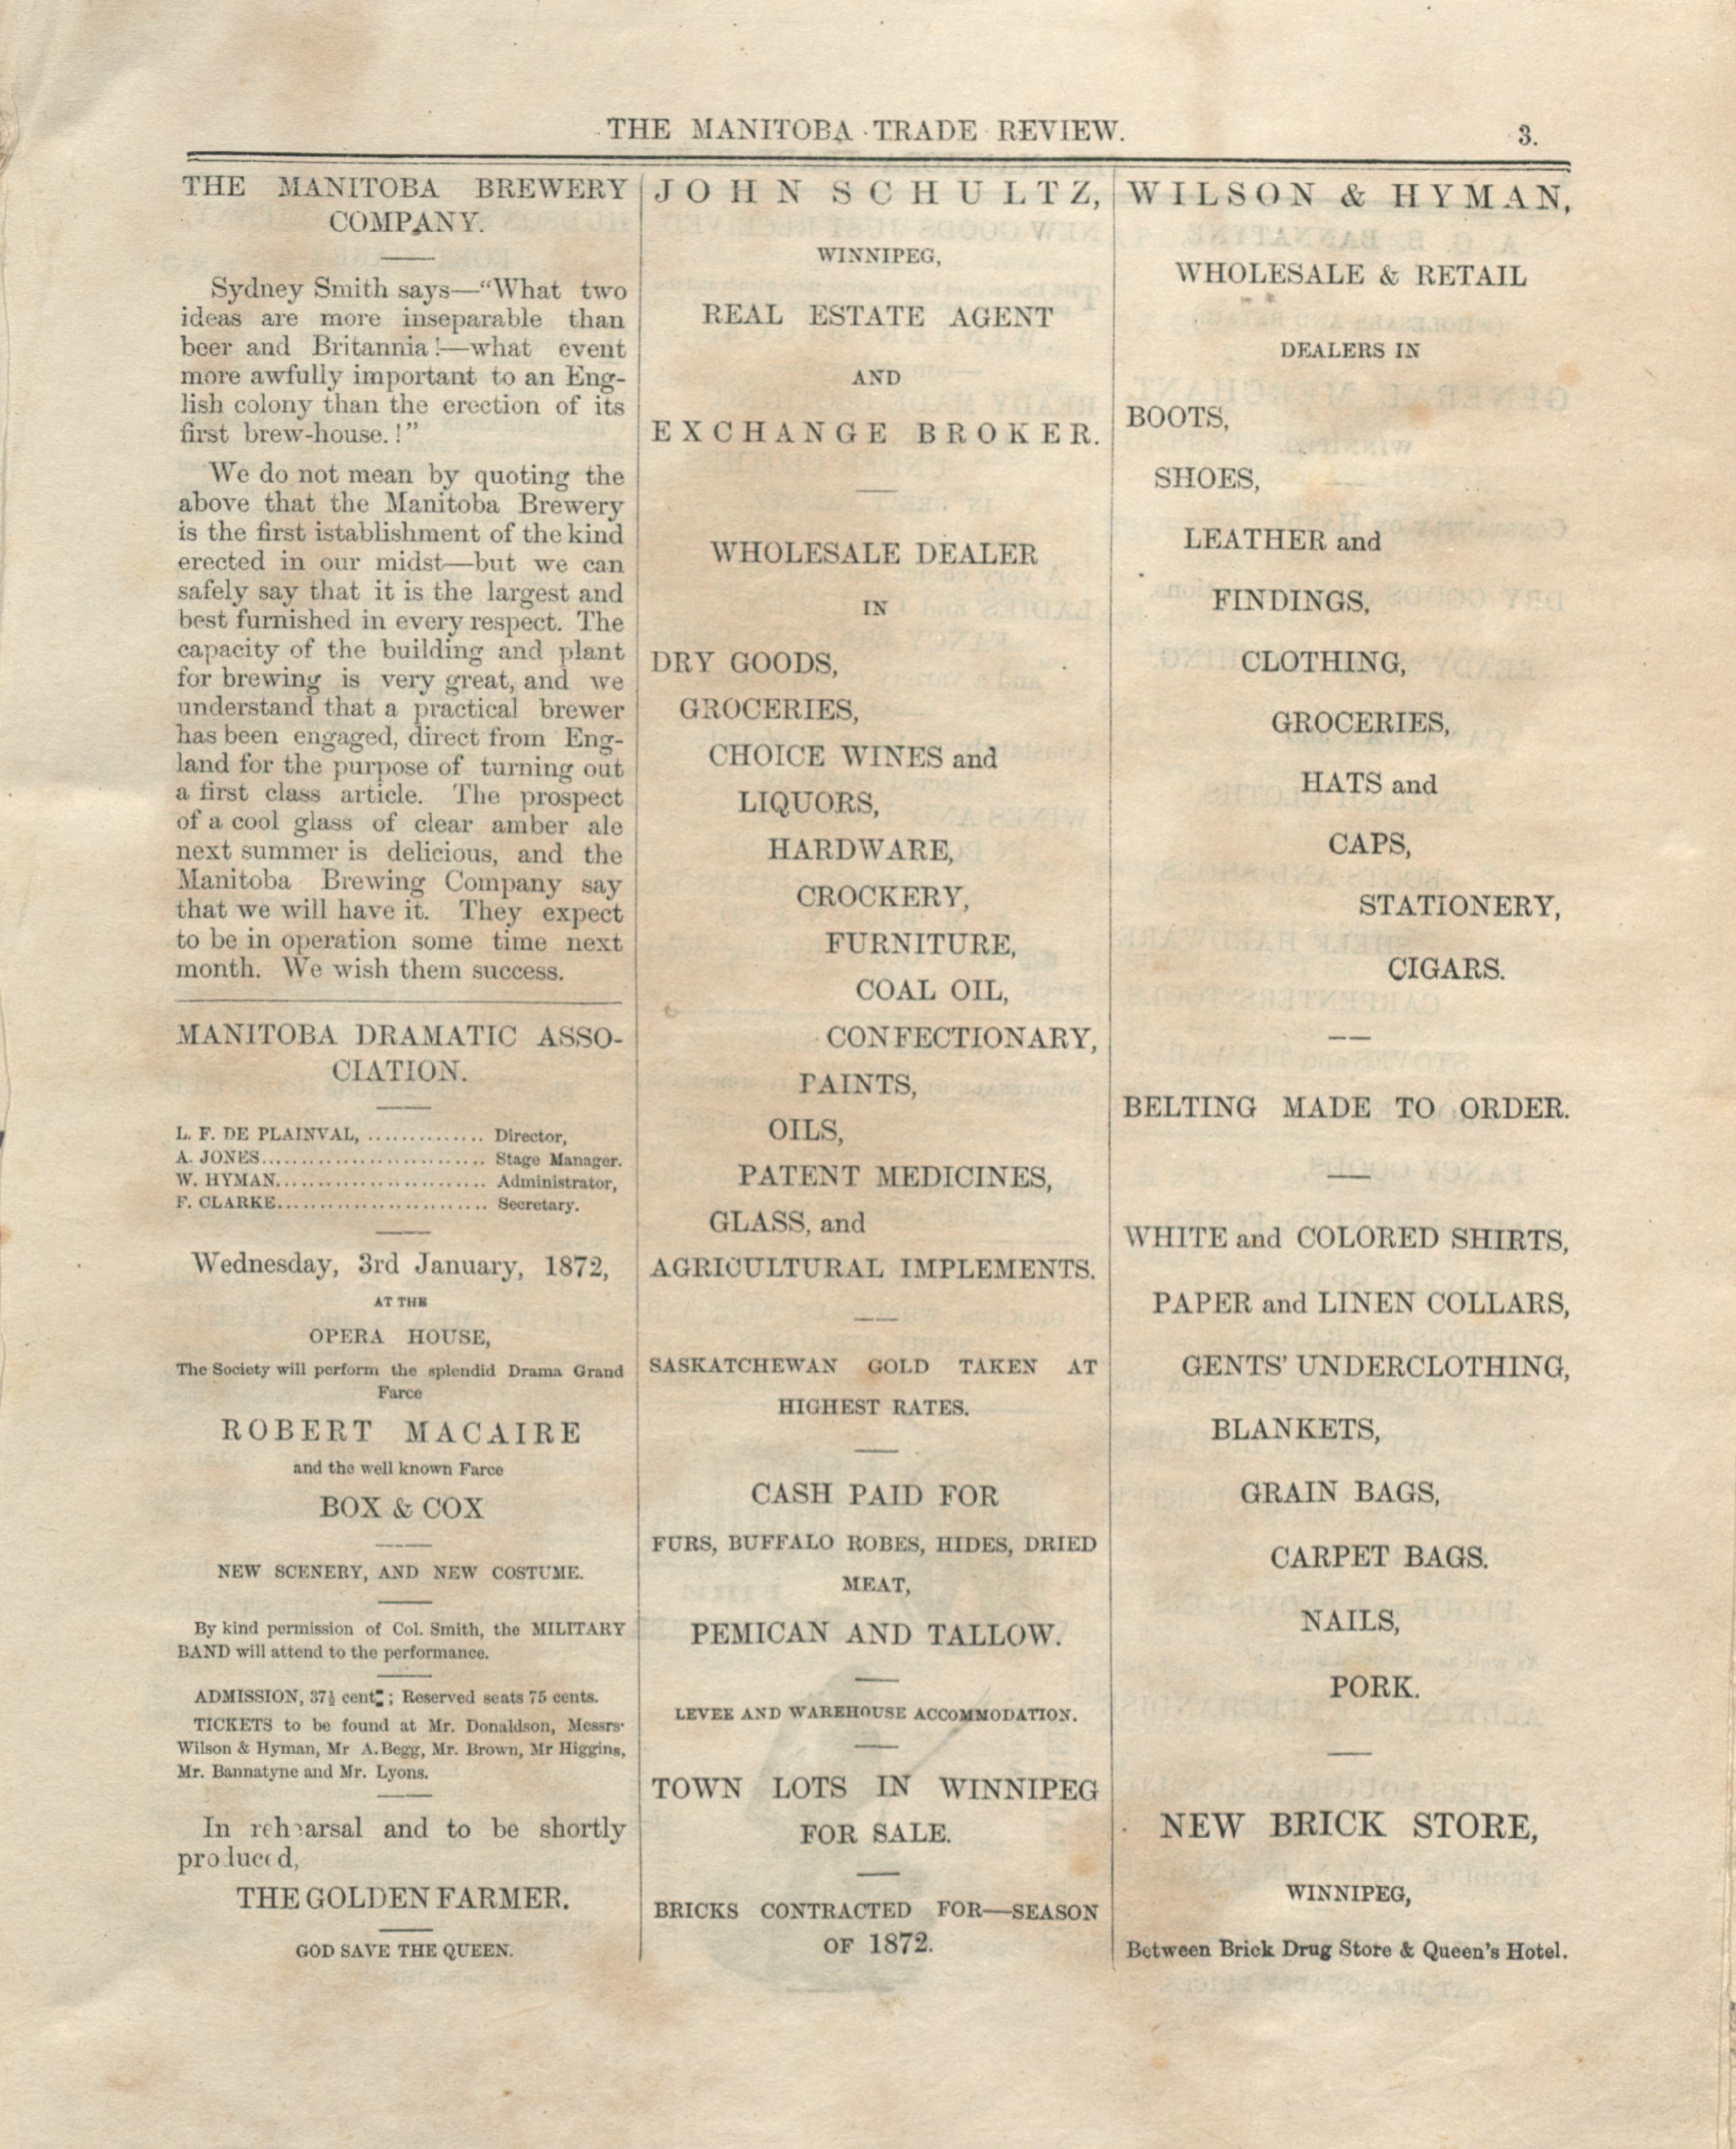 THE MANITOBA TRADE REVIEW.
3.
THE MANITOBA BREWERY
COMPANY.
Sydney Smith says—“What two
ideas are more inseparable than
beer and Britannia!—what event
more awfully important to an Eng-
lish colony than the erection of its
first brew-house.!”
We do not mean by quoting the
above that the Manitoba Brewery
is the first istablishment of the kind
erected in our midst—but we can
safely say that it is the largest and
best furnished in every respect. The
capacity of the building and plant
for brewing is very great, and we
understand that a practical brewer
has been engaged, direct from Eng-
land for the purpose of turning out
a first class article. The prospect
of a cool glass of clear amber ale
next summer is delicious, and the
Manitoba Brewing Company say
that we will have it. They expect
to be in operation some time next
month. We wish them success.
MANITOBA DRAMATIC ASSO-
CIATION.
L. F. DE PLAINVAL, .............. Director,
A. JONES........................... Stage Manager.
W. HYMAN......................... Administrator,
F. CLARKE......................... Secretary.
Wednesday, 3rd January, 1872,
AT THE
OPERA HOUSE,
The Society will perform the splendid Drama Grand
Farce
ROBERT MACAIRE
and the well known Farce
BOX & COX
NEW SCENERY, AND NEW COSTUME.
By kind permission of Col. Smith, the MILITARY
BAND will attend to the performance.
ADMISSION, 37½ cents; Reserved seats 75 cents.
TICKETS to be found at Mr. Donaldson, Messrs.
Wilson & Hyman, Mr A. Begg, Mr. Brown, Mr Higgins,
Mr. Bannatyne and Mr. Lyons.
In rehearsal and to be shortly
produced,
THE GOLDEN FARMER.
GOD SAVE THE QUEEN.
JOHN SCHULTZ,
WINNIPEG,
REAL ESTATE AGENT
AND
EXCHANGE BROKER.
WHOLESALE DEALER
IN
DRY GOODS,
GROCERIES,
CHOICE WINES and
LIQUORS,
HARDWARE,
CROCKERY,
FURNITURE,
COAL OIL,
CONFECTIONARY,
PAINTS,
OILS,
PATENT MEDICINES,
GLASS, and
AGRICULTURAL IMPLEMENTS.
SASKATCHEWAN GOLD TAKEN AT
HIGHEST RATES.
CASH PAID FOR
FURS, BUFFALO ROBES, HIDES, DRIED
MEAT,
PEMICAN AND TALLOW.
LEVEE AND WAREHOUSE ACCOMMODATION.
TOWN LOTS IN WINNIPEG
FOR SALE.
BRICKS CONTRACTED FOR—SEASON
OF 1872.
WILSON & HYMAN,
WHOLESALE & RETAIL
DEALERS IN
BOOTS,
SHOES,
LEATHER and
FINDINGS,
CLOTHING,
GROCERIES,
HATS and
CAPS,
STATIONERY,
CIGARS.
BELTING MADE TO ORDER.
WHITE and COLORED SHIRTS,
PAPER and LINEN COLLARS,
GENTS' UNDERCLOTHING,
BLANKETS,
GRAIN BAGS,
CARPET BAGS.
NAILS,
PORK.
NEW BRICK STORE,
WINNIPEG,
Between Brick Drug Store & Queen's Hotel.